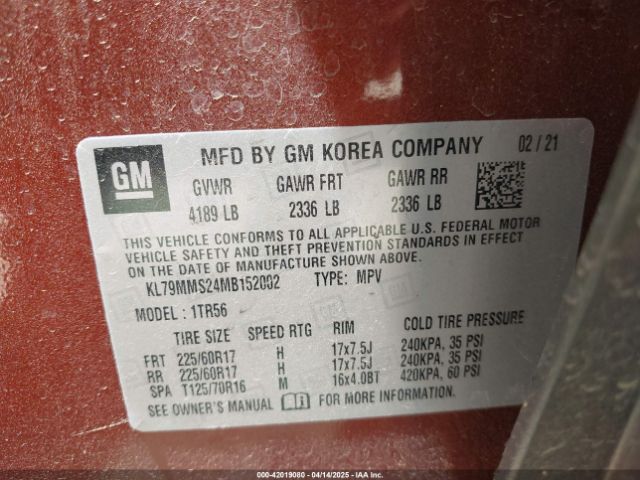 GM
MFD BY GM KOREA COMPANY 02 / 21
GVWR GAWR FRT GAWR RR
4189 LB 2336 LB 2336 LB
THIS VEHICLE CONFORMS TO ALL APPLICABLE U.S. FEDERAL MOTOR
VEHICLE SAFETY AND THEFT PREVENTION STANDARDS IN EFFECT
ON THE DATE OF MANUFACTURE SHOWN ABOVE.
KL79MMS24MB152002 TYPE: MPV
MODEL : 1TR56
TIRE SIZE SPEED RTG RIM COLD TIRE PRESSURE
FRT 225/60R17 H 17x7.5J 240KPA, 35 PSI
RR 225/60R17 H 17x7.5J 240KPA, 35 PSI
SPA T125/70R16 M 16x4.0BT 420KPA, 60 PSI
SEE OWNER'S MANUAL FOR MORE INFORMATION
000-42019080 - 04/14/2025 - IAA Inc.